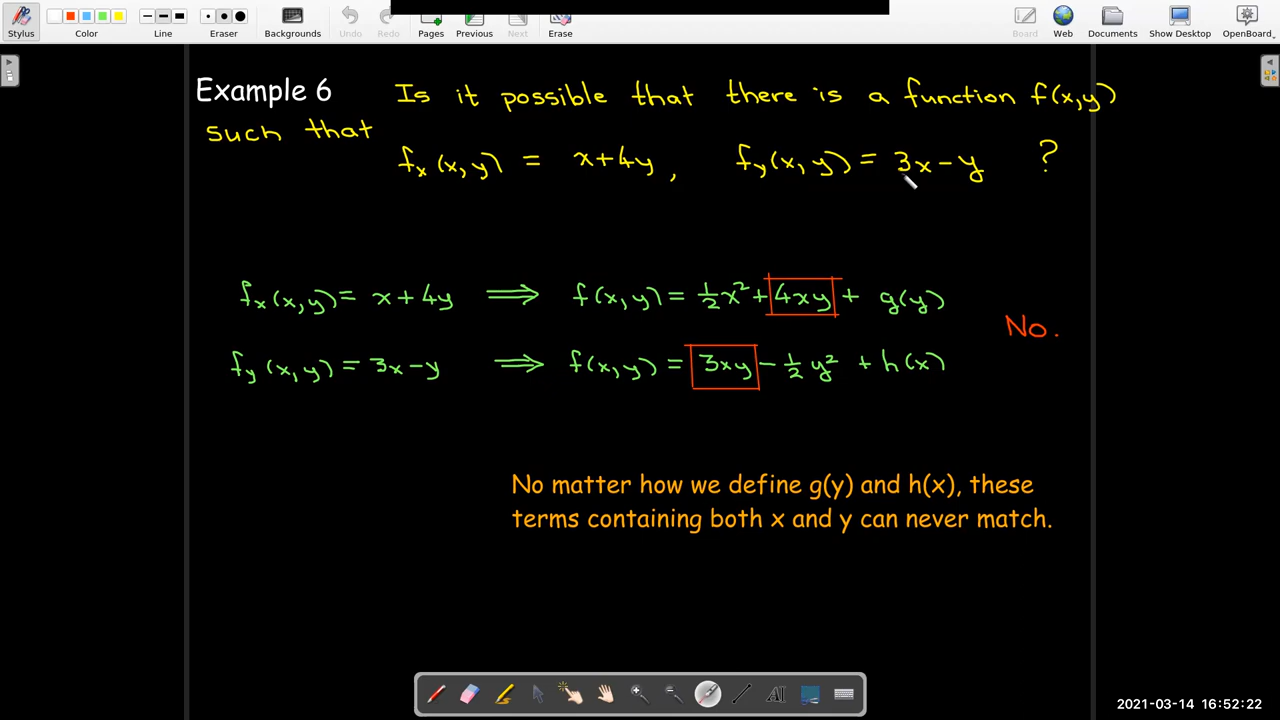 Stylus Color Line Eraser Backgrounds Undo Redo Pages Previous Next Erase Board Web Documents Show Desktop OpenBoard
Example 6 Is it possible that there is a function f(x,y)
such that
fₓ(x,y) = x+4y, f_y(x,y) = 3x-y ?
fₓ(x,y) = x+4y ⟹ f(x,y) = ½x² + 4xy + g(y)
No.
f_y(x,y) = 3x-y ⟹ f(x,y) = 3xy - ½y² + h(x)
No matter how we define g(y) and h(x), these
terms containing both x and y can never match.
AI
2021-03-14 16:52:22